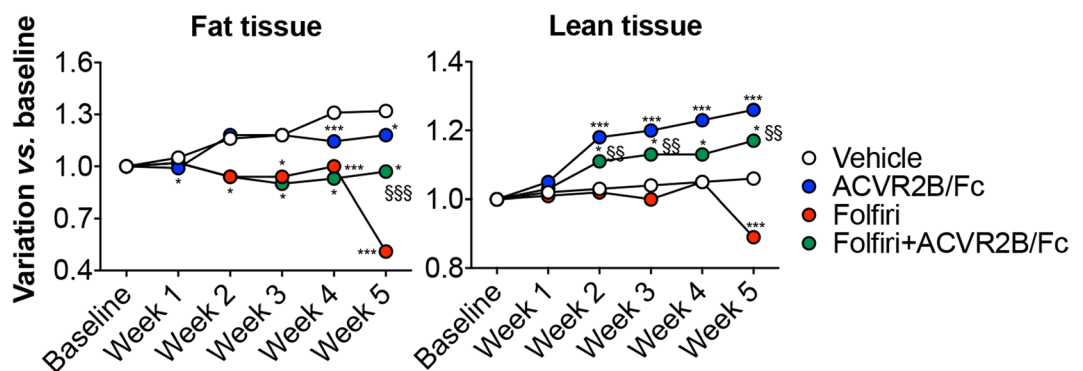 Fat tissue
Lean tissue
Variation vs. baseline
1.6
1.3
1.0
0.7
0.4
1.4
1.2
1.0
0.8
*
***
*
*
*
*
*
***
*
*
§§§
***
***
***
***
***
*
§§
*
§§
*
*
§§
***
Baseline
Week 1
Week 2
Week 3
Week 4
Week 5
Baseline
Week 1
Week 2
Week 3
Week 4
Week 5
Vehicle
ACVR2B/Fc
Folfiri
Folfiri+ACVR2B/Fc